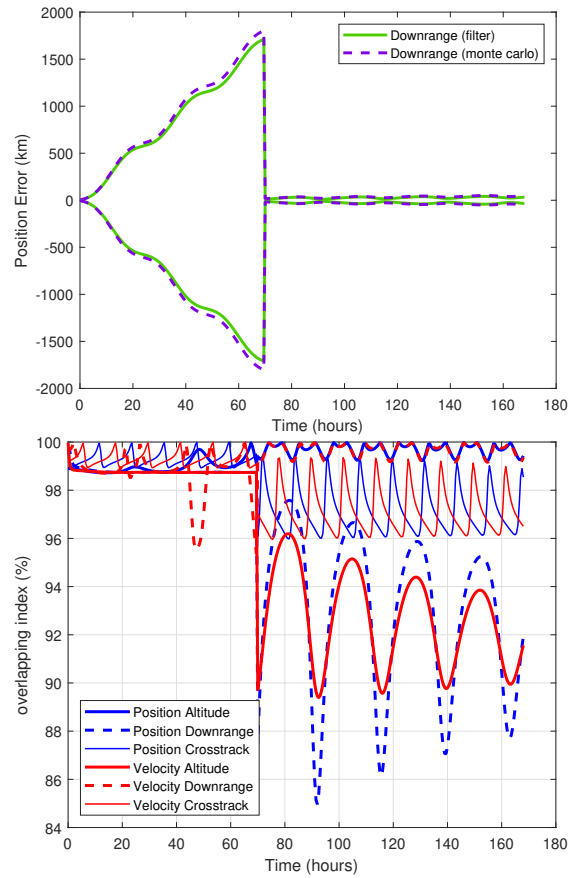 2000
1500
1000
500
0
-500
-1000
-1500
-2000
Position Error (km)
Downrange (filter)
Downrange (monte carlo)
0 20 40 60 80 100 120 140 160 180
Time (hours)
100
98
96
94
92
90
88
86
84
overlapping index (%)
Position Altitude
Position Downrange
Position Crosstrack
Velocity Altitude
Velocity Downrange
Velocity Crosstrack
0 20 40 60 80 100 120 140 160 180
Time (hours)